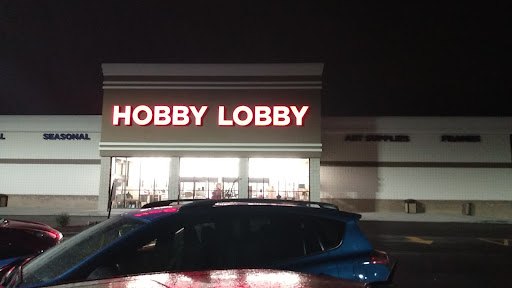 HOBBY LOBBY
SEASONAL
ART SUPPLIES
FRAMES